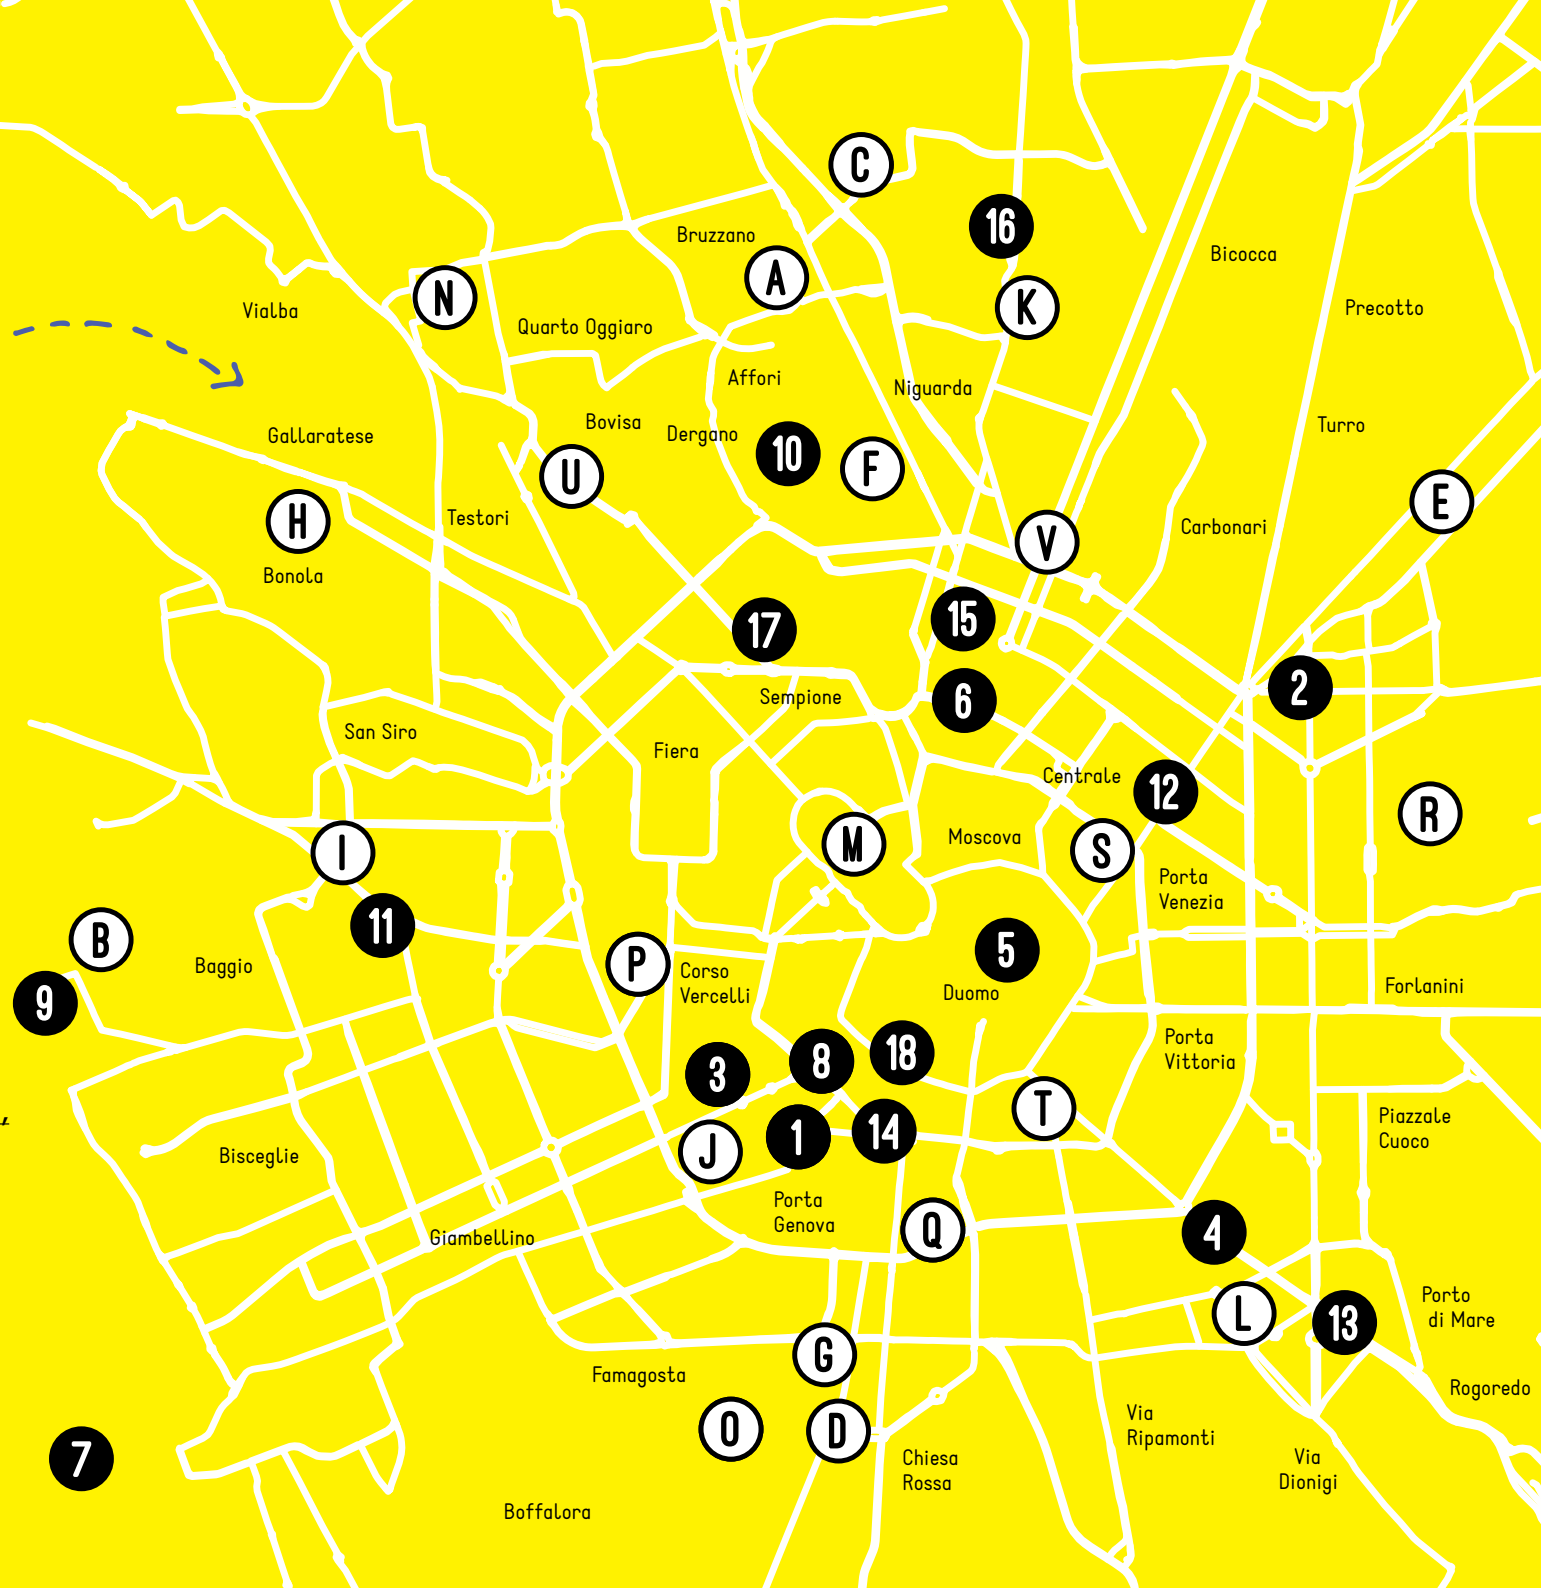 C
16
Bruzzano
Bicocca
A
N
K
Vialba
Precotto
Quarto Oggiaro
Affori
Niguarda
Bovisa
Turro
Gallaratese
Dergano
10
F
U
E
H
Testori
Carbonari
V
Bonola
15
17
2
Sempione
6
San Siro
Fiera
Centrale
12
R
Moscova
M
S
I
Porta
Venezia
11
B
5
P
Baggio
Corso
Vercelli
Forlanini
Duomo
9
Porta
Vittoria
18
8
3
T
Piazzale
Cuoco
14
1
J
Bisceglie
Porta
Genova
Q
4
Giambellino
Porto
di Mare
L
13
G
Famagosta
Rogoredo
O
D
Via
Ripamonti
7
Chiesa
Rossa
Via
Dionigi
Boffalora